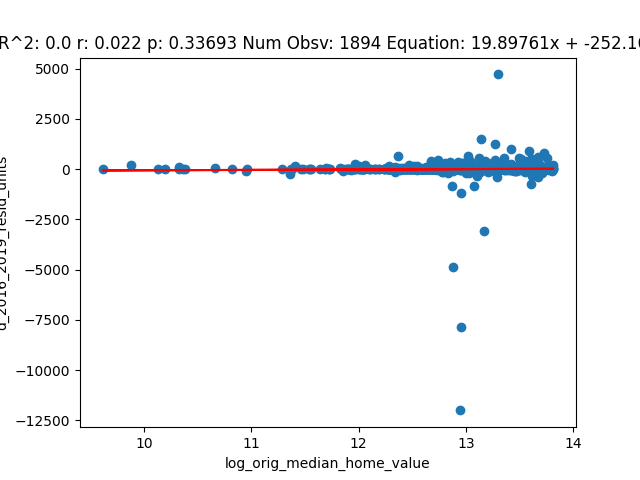 R^2: 0.0 r: 0.022 p: 0.33693 Num Obsv: 1894 Equation: 19.89761x + -252.16
5000
2500
0
−2500
−5000
−7500
−10000
−12500
d_2016_2019_resid_units
10 11 12 13 14
log_orig_median_home_value